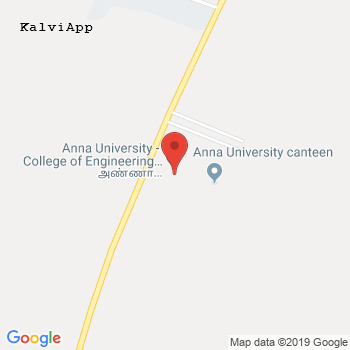 KalviApp
Anna University -
College of Engineering...
அண்ணா...
Anna University canteen
Google
Map data ©2019 Google